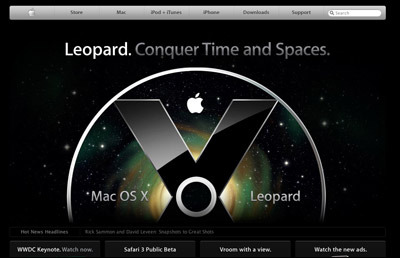 Store Mac iPod + iTunes iPhone Downloads Support Search
Leopard. Conquer Time and Spaces.
Mac OS X Leopard
Hot News Headlines Rick Sammon and David Leveen: Snapshots to Great Shots
WWDC Keynote. Watch now. Safari 3 Public Beta Vroom with a view. Watch the new ads.